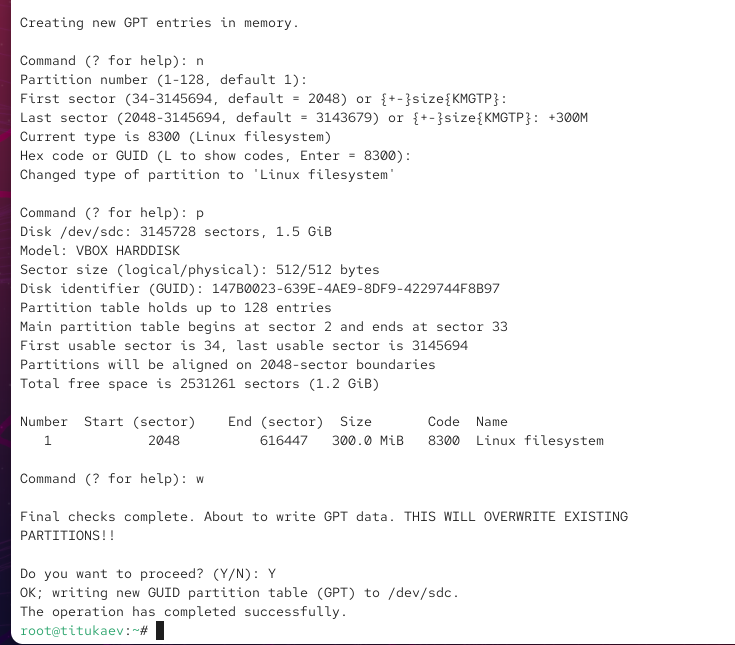 Creating new GPT entries in memory.

Command (? for help): n
Partition number (1-128, default 1):
First sector (34-3145694, default = 2048) or {+-}size{KMGTP}:
Last sector (2048-3145694, default = 3143679) or {+-}size{KMGTP}: +300M
Current type is 8300 (Linux filesystem)
Hex code or GUID (L to show codes, Enter = 8300):
Changed type of partition to 'Linux filesystem'

Command (? for help): p
Disk /dev/sdc: 3145728 sectors, 1.5 GiB
Model: VBOX HARDDISK
Sector size (logical/physical): 512/512 bytes
Disk identifier (GUID): 147B0023-639E-4AE9-8DF9-4229744F8B97
Partition table holds up to 128 entries
Main partition table begins at sector 2 and ends at sector 33
First usable sector is 34, last usable sector is 3145694
Partitions will be aligned on 2048-sector boundaries
Total free space is 2531261 sectors (1.2 GiB)

Number  Start (sector)    End (sector)  Size       Code  Name
   1            2048          616447   300.0 MiB   8300  Linux filesystem

Command (? for help): w

Final checks complete. About to write GPT data. THIS WILL OVERWRITE EXISTING
PARTITIONS!!

Do you want to proceed? (Y/N): Y
OK; writing new GUID partition table (GPT) to /dev/sdc.
The operation has completed successfully.
root@titukaev:~#